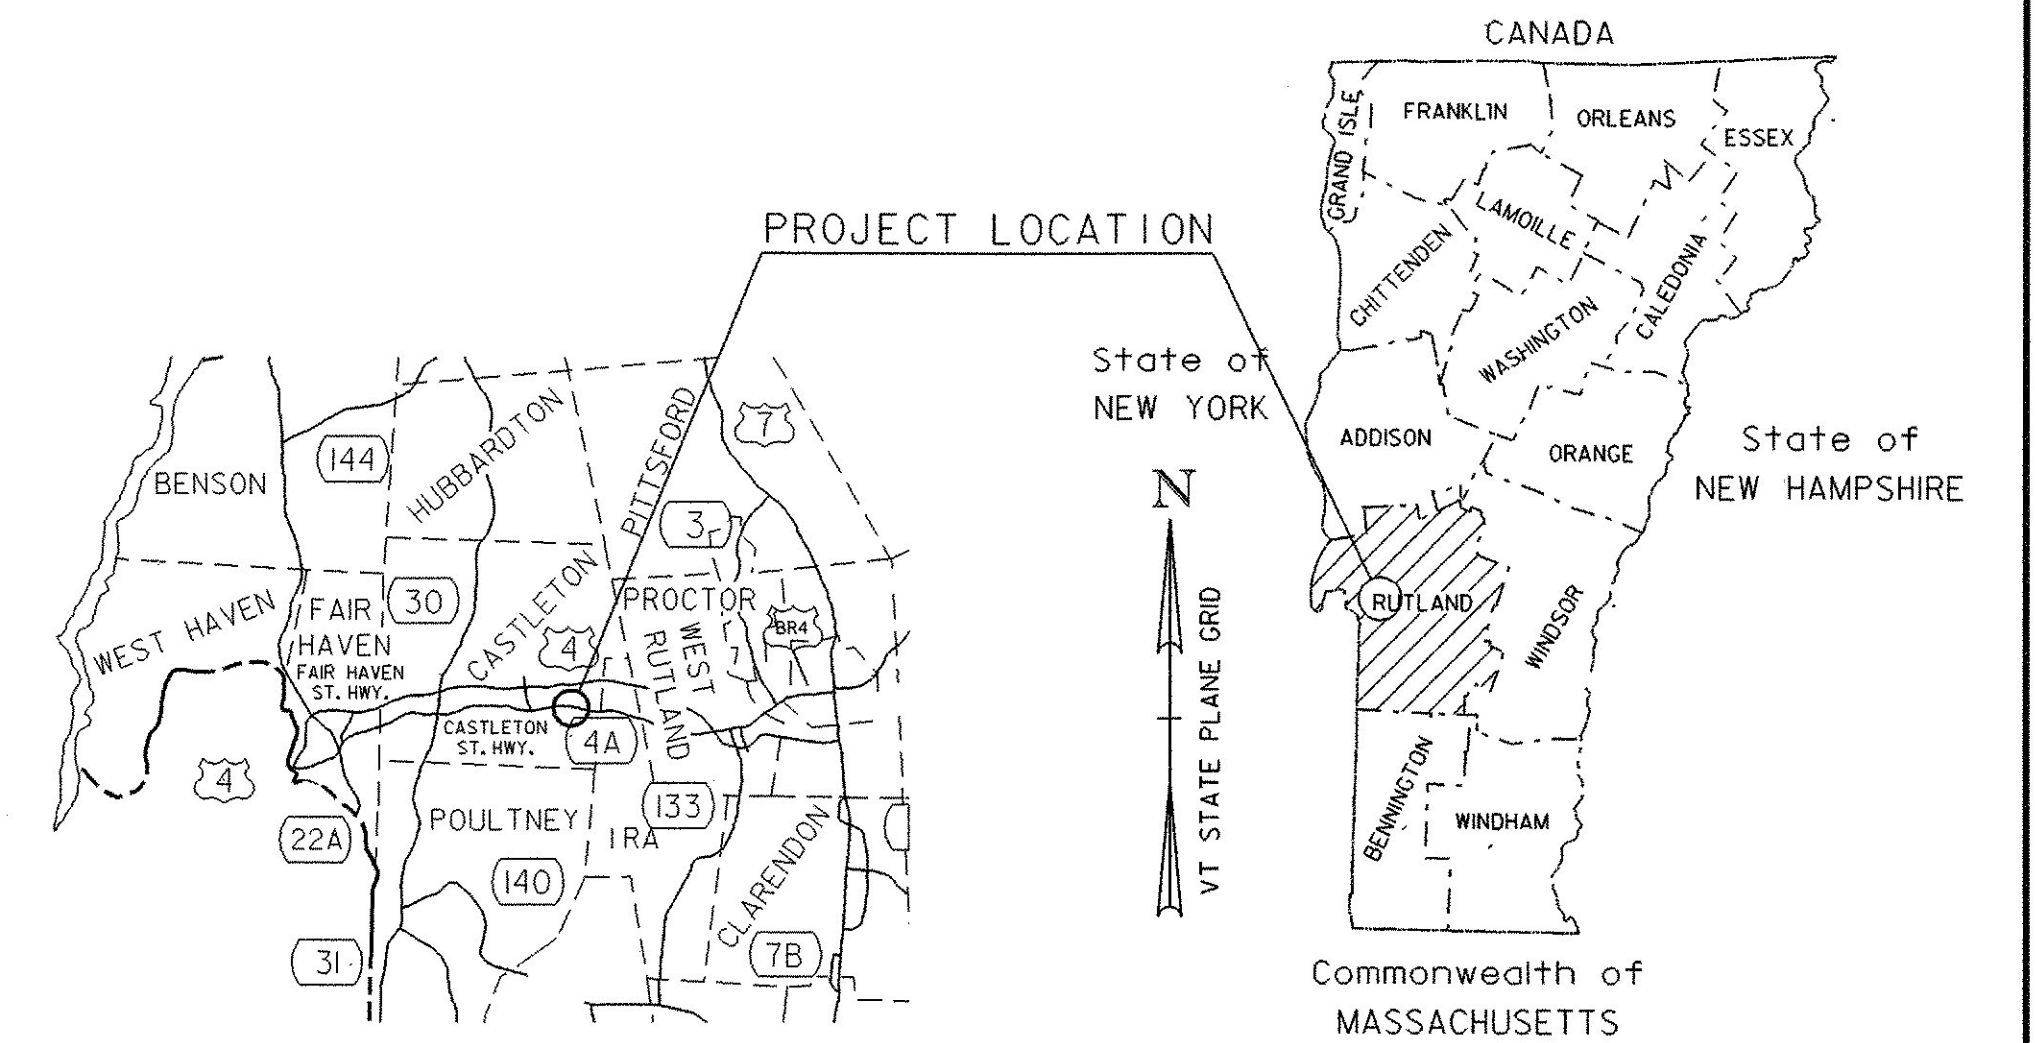 CANADA
GRAND ISLE
FRANKLIN
ORLEANS
ESSEX
LAMOILLE
CHITTENDEN
CALEDONIA
WASHINGTON
PROJECT LOCATION
State of
NEW YORK
ADDISON
ORANGE
State of
NEW HAMPSHIRE
N
VT STATE PLANE GRID
RUTLAND
WINDSOR
BENNINGTON
WINDHAM
Commonwealth of
MASSACHUSETTS
BENSON
144
HUBBARDTON
PITTSFORD
7
3
WEST HAVEN
FAIR
HAVEN
30
CASTLETON
4
PROCTOR
WEST
RUTLAND
BR4
7
FAIR HAVEN
ST. HWY.
CASTLETON
ST. HWY.
4A
4
22A
POULTNEY
IRA
133
140
CLARENDON
31
7B